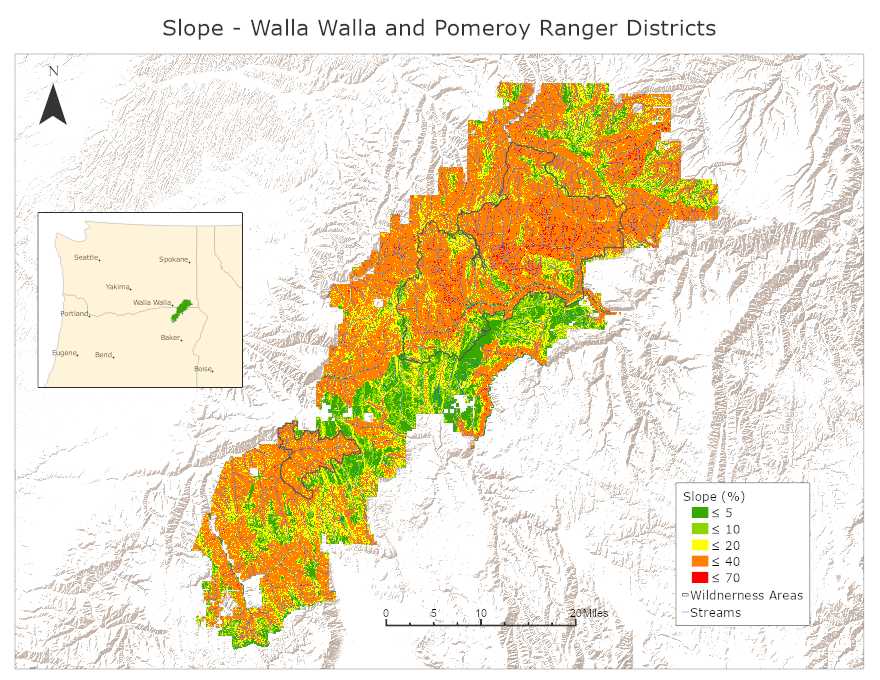 Slope - Walla Walla and Pomeroy Ranger Districts
N
Seattle
Spokane
Yakima
Walla Walla
Portland
Baker
Eugene
Bend
Boise
Slope (%)
≤ 5
≤ 10
≤ 20
≤ 40
≤ 70
Wildnerness Areas
Streams
0 5 10 20 Miles